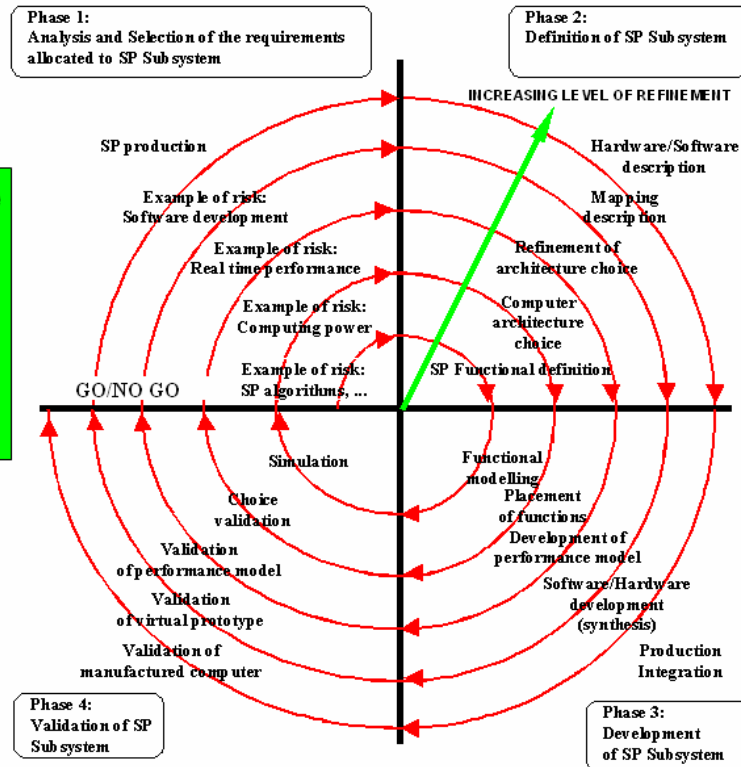 Phase 1:
Analysis and Selection of the requirements
allocated to SP Subsystem
Phase 2:
Definition of SP Subsystem
INCREASING LEVEL OF REFINEMENT
SP production
Hardware/Software
description
Example of risk:
Software development
Mapping
description
Example of risk:
Real time performance
Refinement of
architecture choice
Example of risk:
Computing power
Computer
architecture
choice
Example of risk:
SP algorithms, ...
SP Functional definition
GO/NO GO
Simulation
Functional
modelling
Choice
validation
Placement
of functions
Validation
of performance model
Development of
performance model
Validation
of virtual prototype
Software/Hardware
development
(synthesis)
Validation of
manufactured computer
Production
Integration
Phase 4:
Validation of SP
Subsystem
Phase 3:
Development
of SP Subsystem